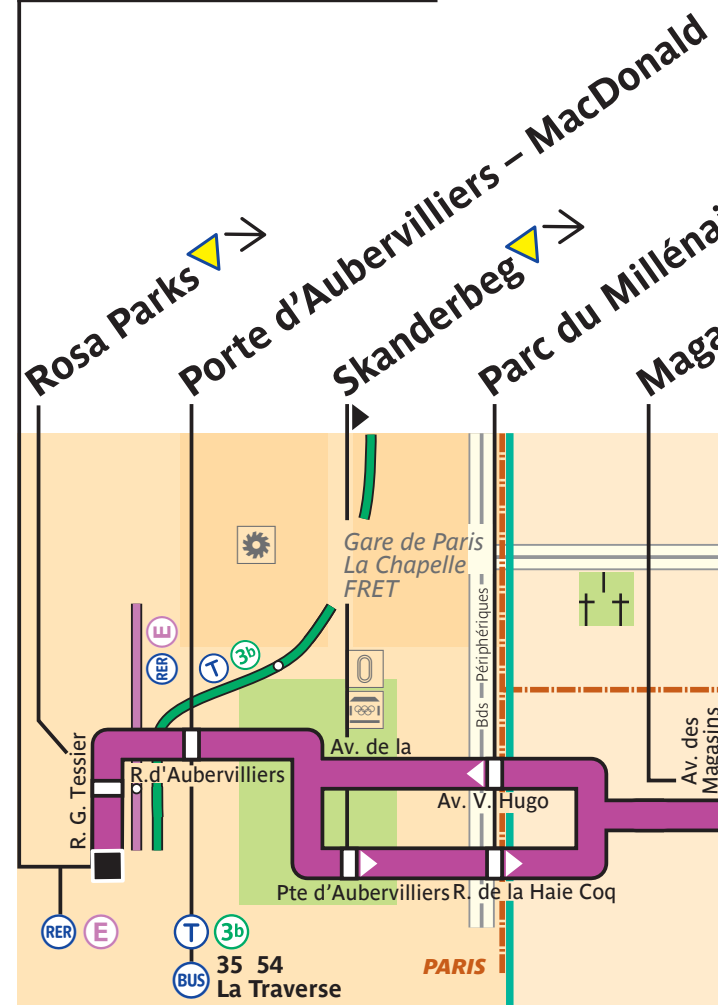 Rosa Parks
Porte d'Aubervilliers – MacDonald
Skanderbeg
Parc du Millénai
Maga
Gare de Paris
La Chapelle
FRET
E
RER
T 3b
Bds Périphériques
R. G. Tessier
R.d'Aubervilliers
Av. de la
Av. V. Hugo
Av. des
Magasins
Pte d'Aubervilliers
R. de la Haie Coq
RER E
T 3b
BUS 35 54
La Traverse
PARIS